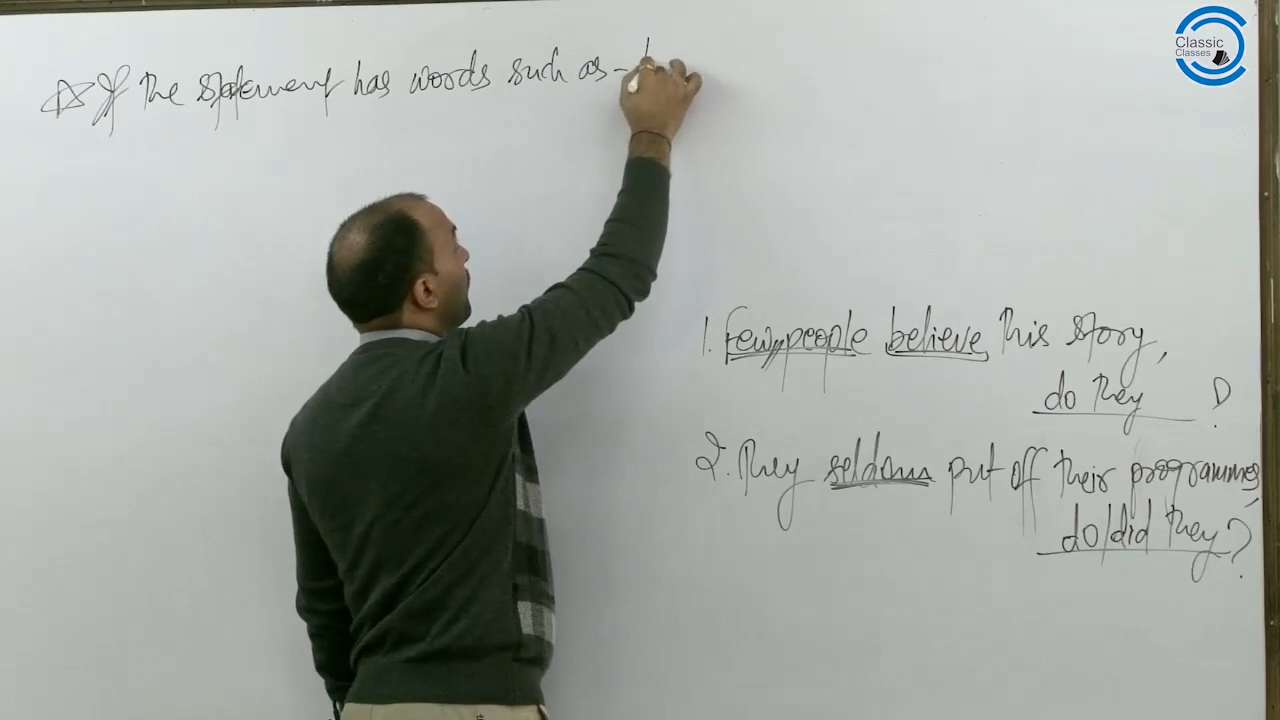 Classic
Classes
☆ If the statement has words such as -
1. Few people believe this story,
do they ?
2. They seldom put off their programmes,
do/did they?